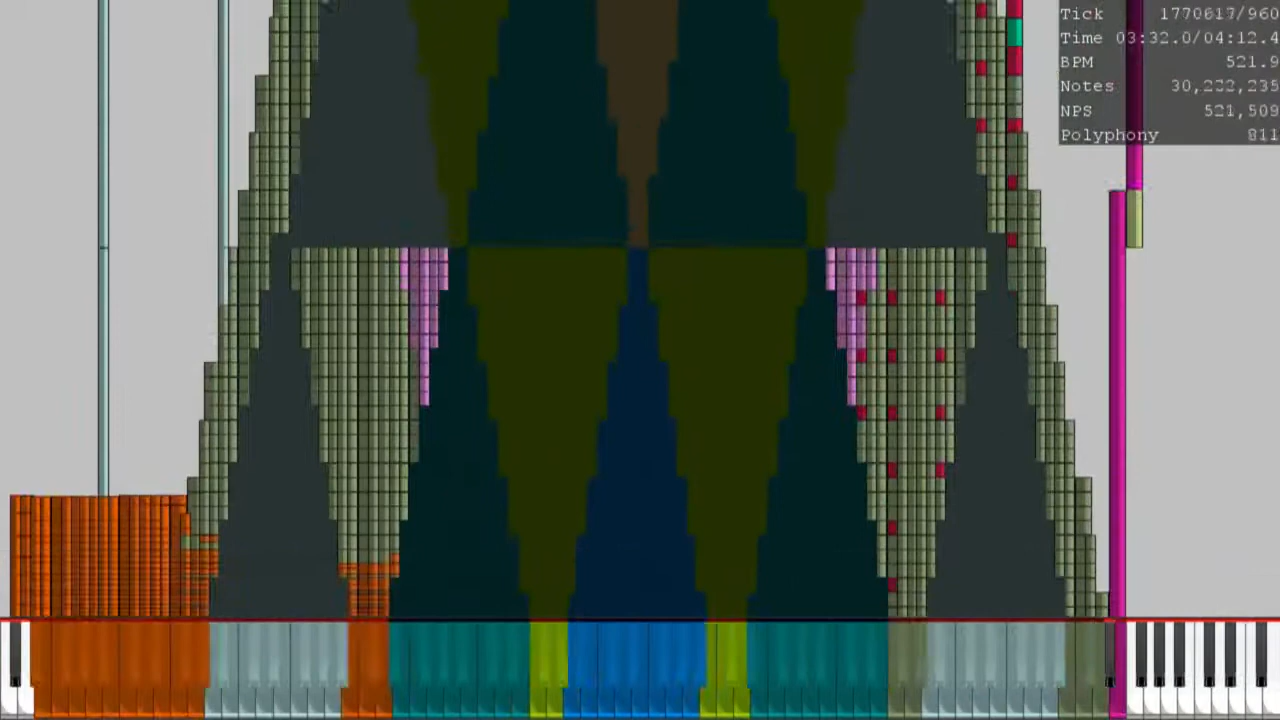 Tick 1770617/960
Time 03:32.0/04:12.4
BPM 521.9
Notes 30,232,235
NPS 521,509
Polyphony 811